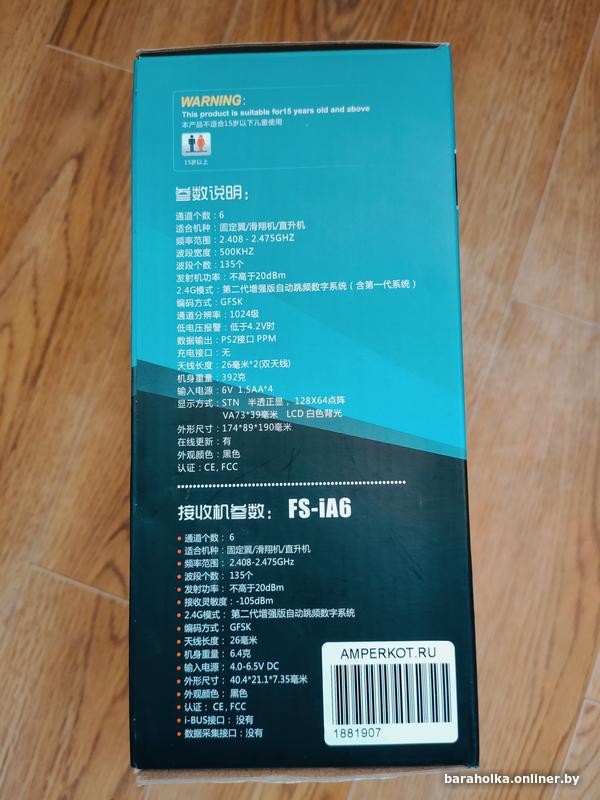 WARNING:
This product is suitable for15 years old and above
本产品不适合15岁以下儿童使用
15岁以上
参数说明:
通道个数：6
适合机种：固定翼/滑翔机/直升机
频率范围：2.408 - 2.475GHZ
波段宽度：500KHZ
波段个数：135个
发射机功率：不高于20dBm
2.4G模式：第二代增强版自动跳频数字系统（含第一代系统）
编码方式：GFSK
通道分辨率：1024级
低电压报警：低于4.2V时
数据输出：PS2接口 PPM
充电接口：无
天线长度：26毫米*2(双天线)
机身重量：392克
输入电源：6V 1.5AA*4
显示方式：STN 半透正显，128X64点阵
VA73*39毫米 LCD 白色背光
外形尺寸：174*89*190毫米
在线更新：有
外观颜色：黑色
认证：CE, FCC
接收机参数: FS-iA6
• 通道个数：6
• 适合机种：固定翼/滑翔机/直升机
• 频率范围：2.408-2.475GHz
• 波段个数：135个
• 发射功率：不高于20dBm
• 接收灵敏度：-105dBm
• 2.4G模式：第二代增强版自动跳频数字系统
• 编码方式：GFSK
• 天线长度：26毫米
• 机身重量：6.4克
• 输入电源：4.0-6.5V DC
• 外形尺寸：40.4*21.1*7.35毫米
• 外观颜色：黑色
• 认证：CE, FCC
• i-BUS接口：没有
• 数据采集接口：没有
AMPERKOT.RU
1881907
baraholka.onliner.by